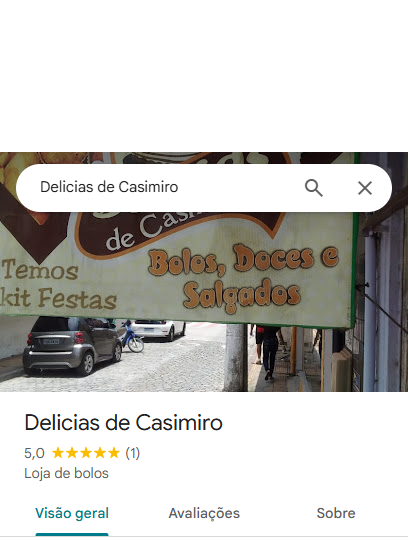 Delicias de Casimiro
de Casimiro
Temos
kit Festas
Bolos, Doces e
Salgados
Delicias de Casimiro
5,0 (1)
Loja de bolos
Visão geral
Avaliações
Sobre